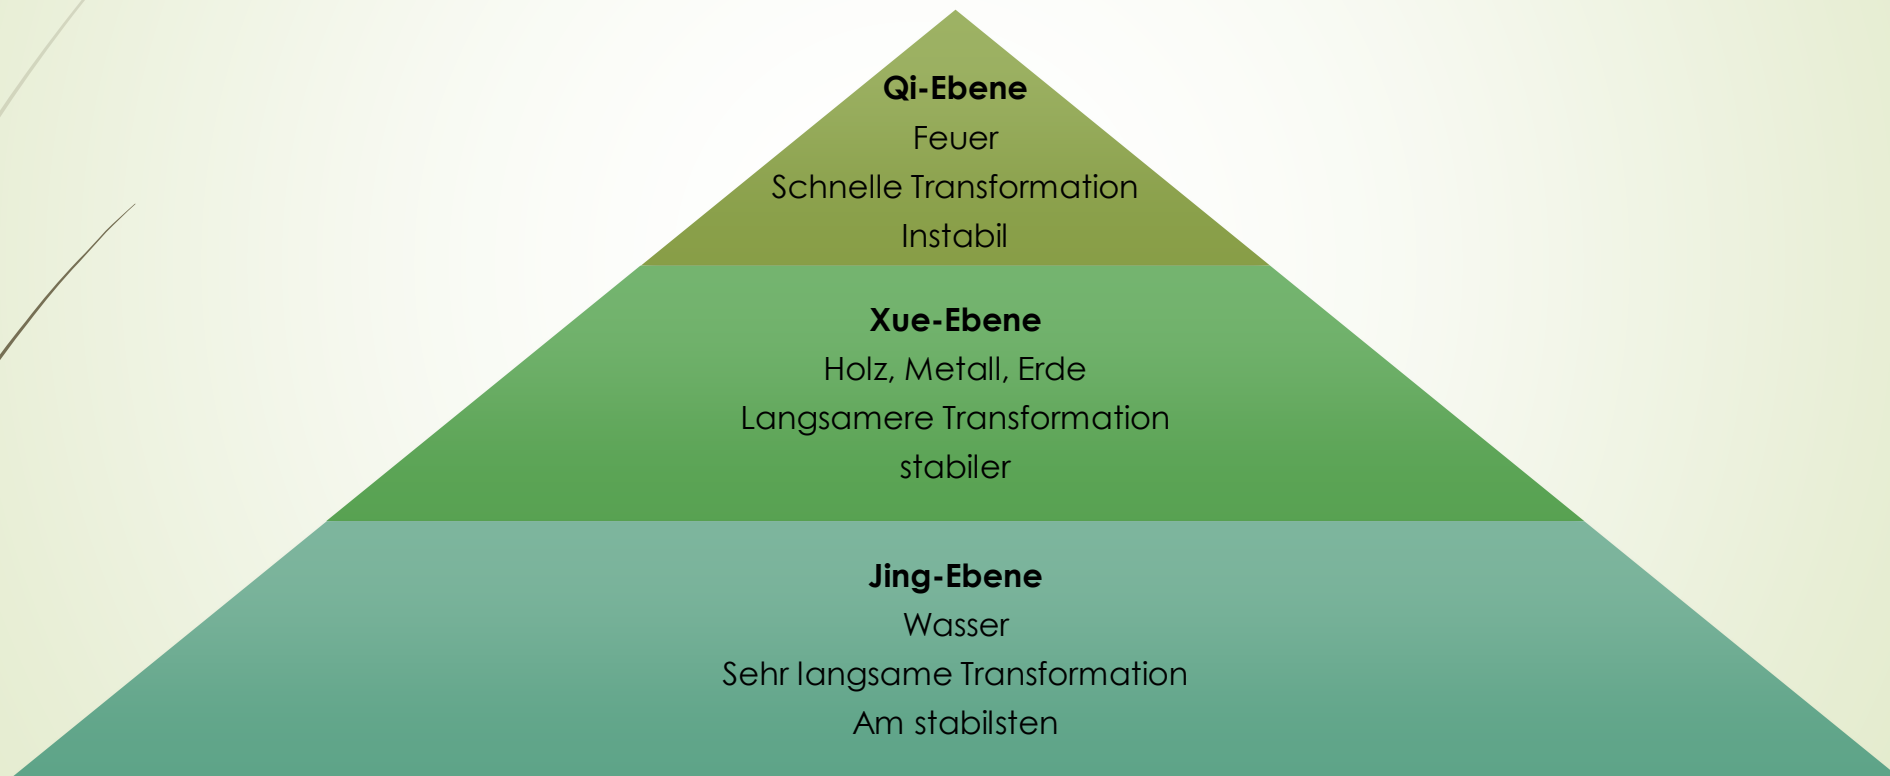 Qi-Ebene
Feuer
Schnelle Transformation
Instabil
Xue-Ebene
Holz, Metall, Erde
Langsamere Transformation
stabiler
Jing-Ebene
Wasser
Sehr langsame Transformation
Am stabilsten